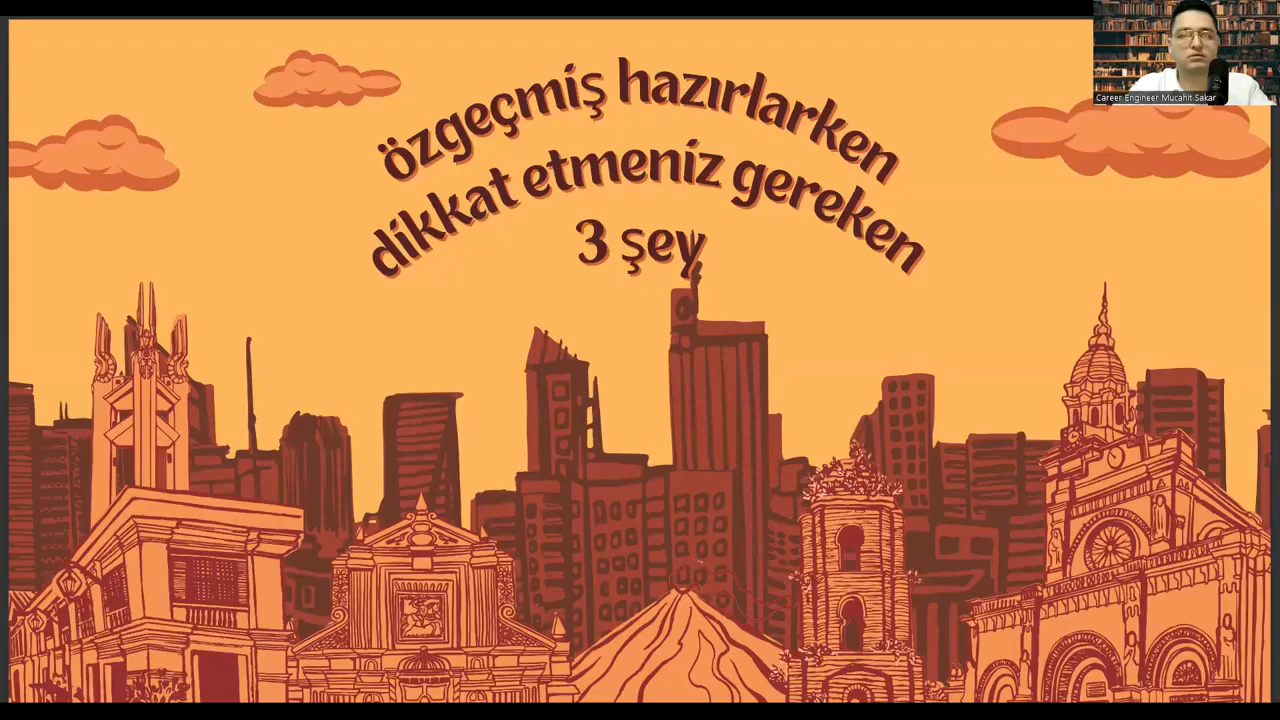 özgeçmiş hazırlarken
dikkat etmeniz gereken
3 şey
Career Engineer Mucahit Sakar